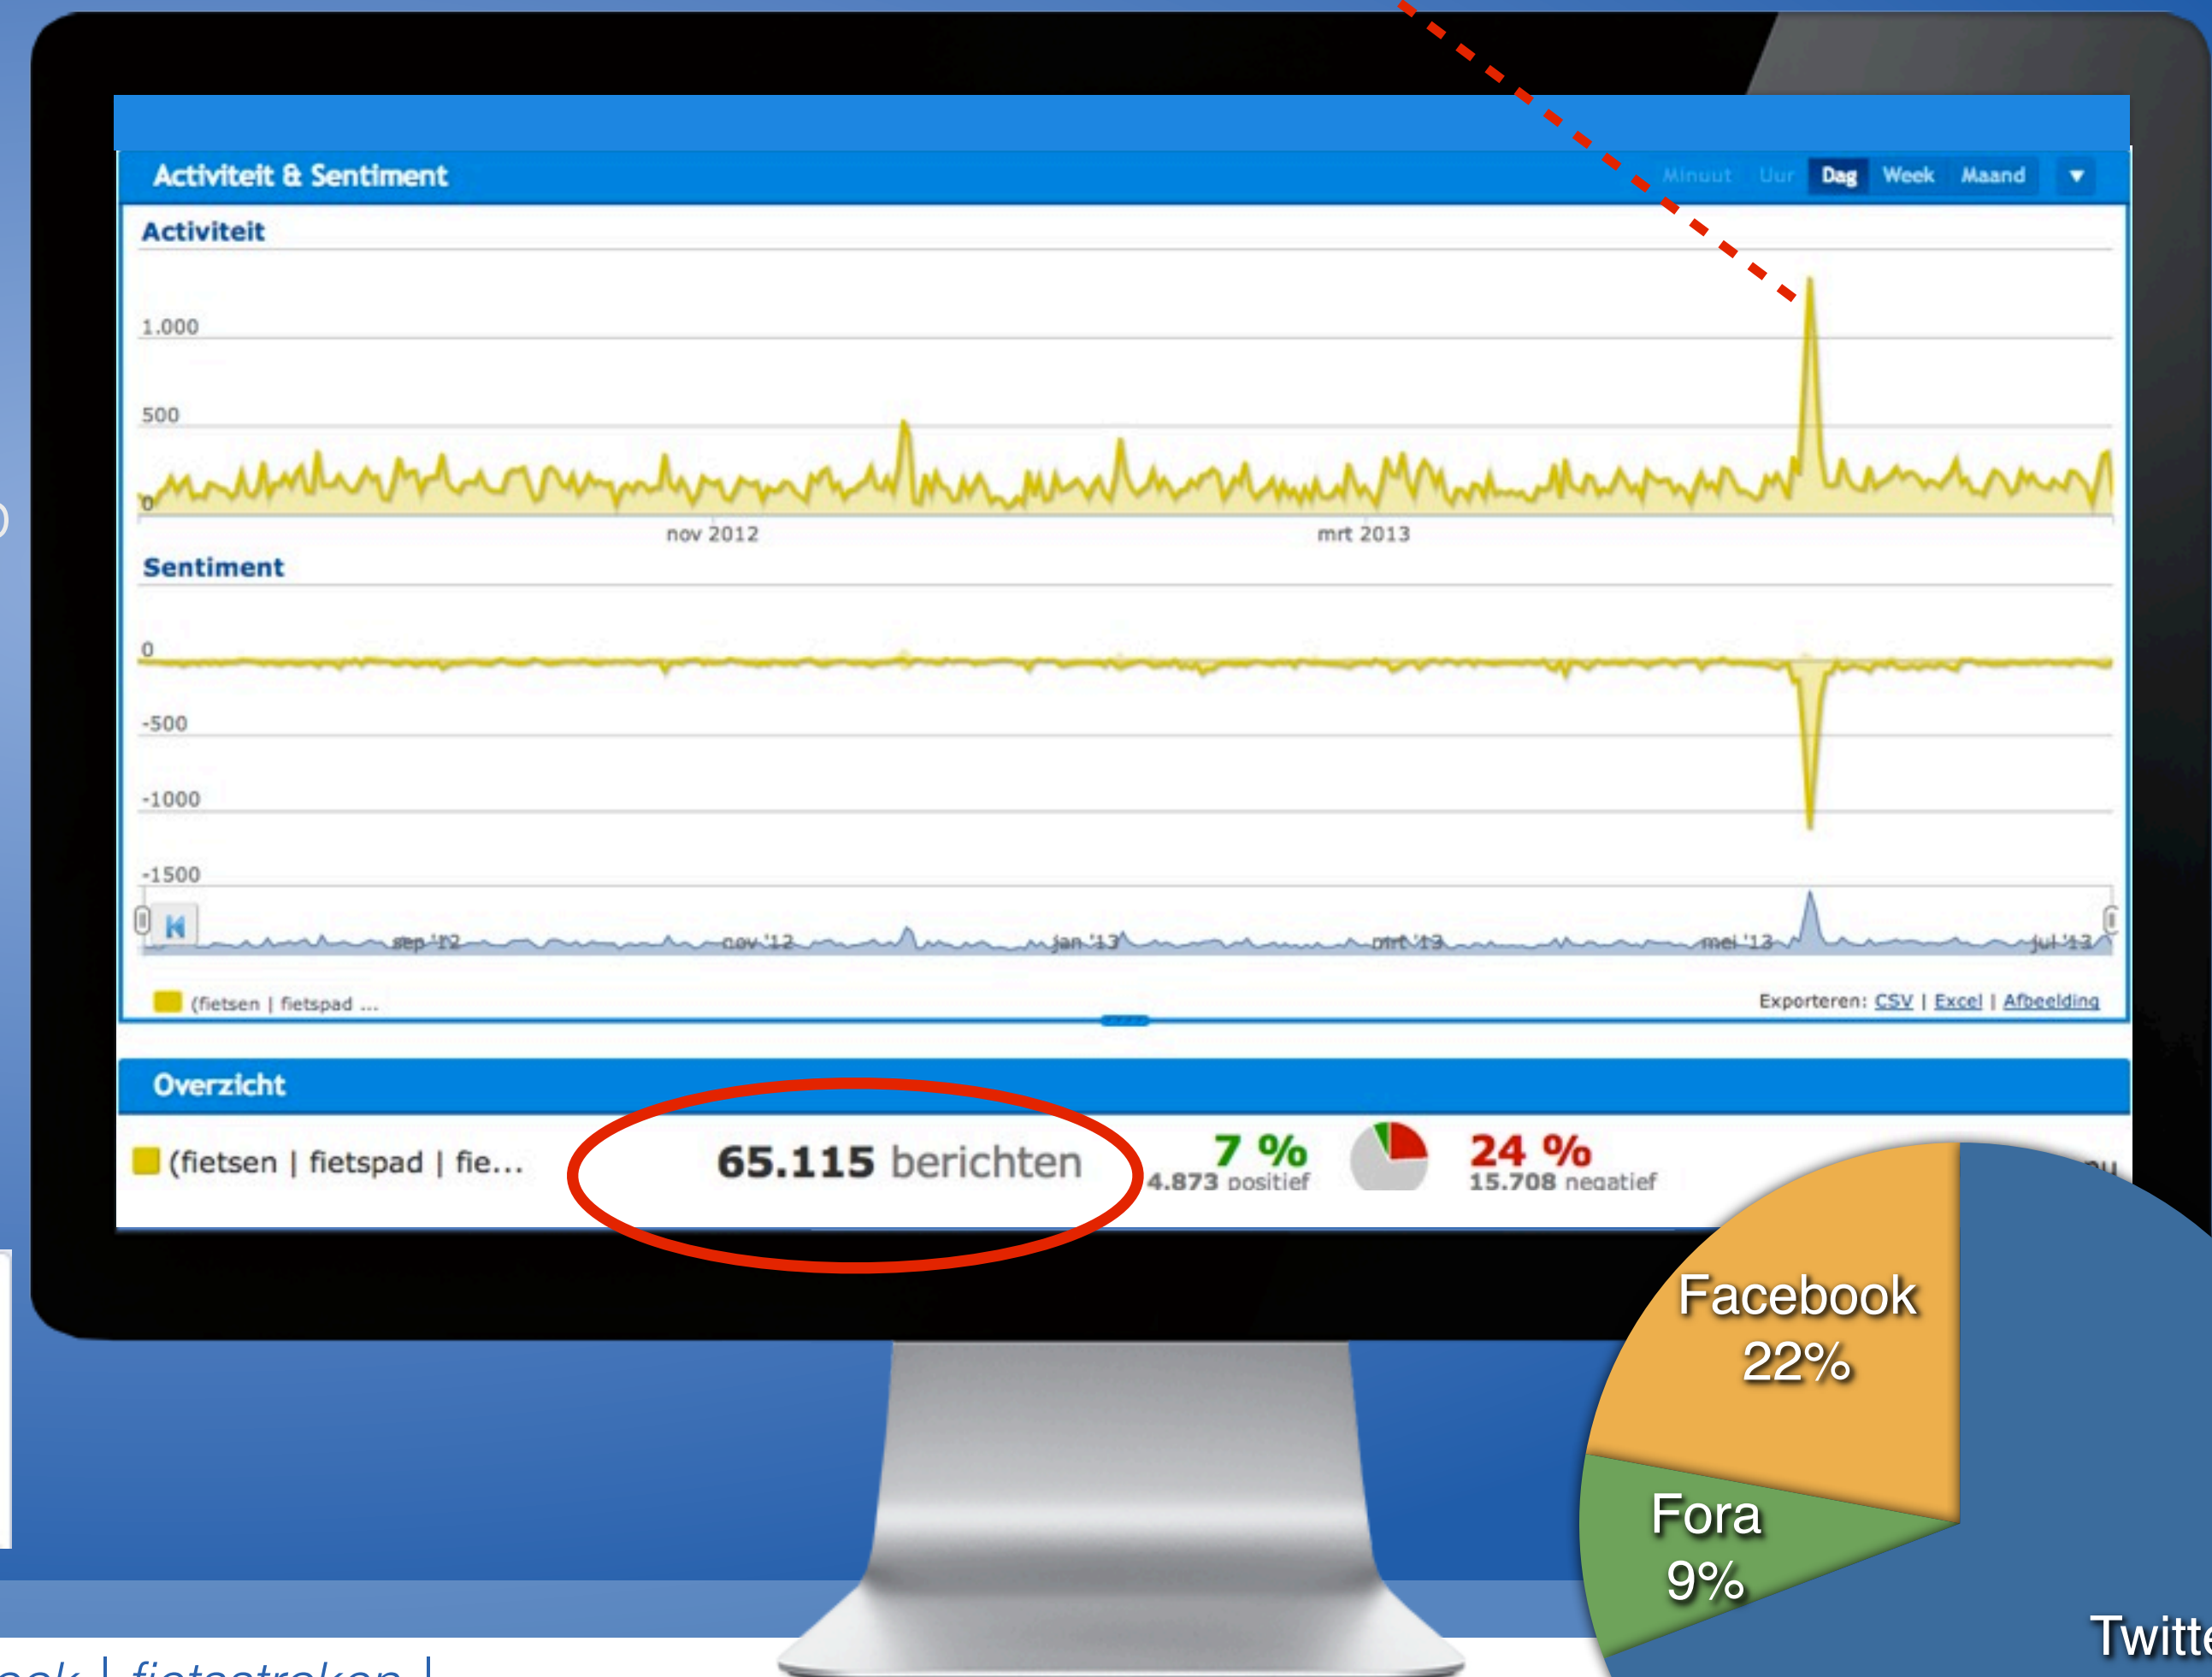 Activiteit & Sentiment
Minuut Uur Dag Week Maand
Activiteit
1.000
500
0
nov 2012 mrt 2013
Sentiment
0
-500
-1000
-1500
sep '12 nov '12 jan '13 mrt '13 mei '13 jul '13
(fietsen | fietspad ...
Exporteren: CSV | Excel | Afbeelding
Overzicht
(fietsen | fietspad | fie...
65.115 berichten
7 %
4.873 positief
24 %
15.708 negatief
Facebook
22%
Fora
9%
Twitte
| fietsstroken |